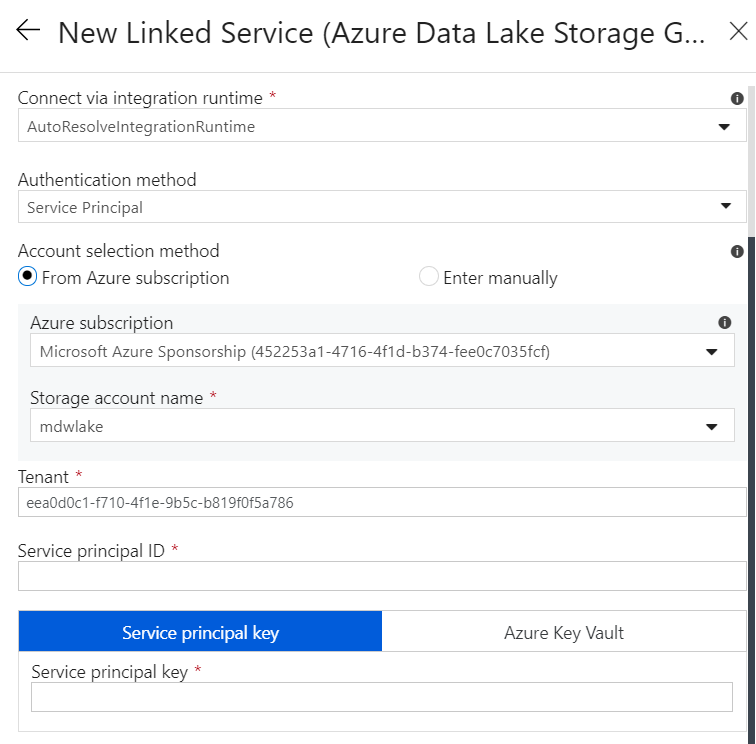 New Linked Service (Azure Data Lake Storage G...
Connect via integration runtime *
AutoResolveIntegrationRuntime
Authentication method
Service Principal
Account selection method
From Azure subscription Enter manually
Azure subscription
Microsoft Azure Sponsorship (452253a1-4716-4f1d-b374-fee0c7035fcf)
Storage account name *
mdwlake
Tenant *
eea0d0c1-f710-4f1e-9b5c-b819f0f5a786
Service principal ID *
Service principal key Azure Key Vault
Service principal key *